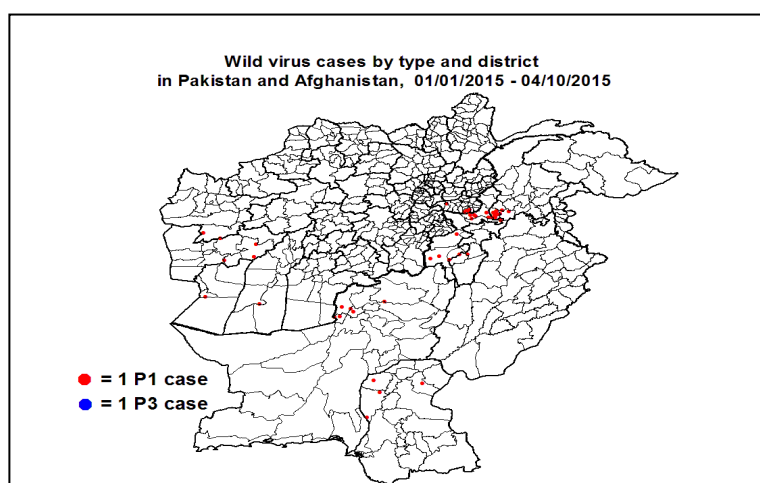 Wild virus cases by type and district
in Pakistan and Afghanistan, 01/01/2015 - 04/10/2015
= 1 P1 case
= 1 P3 case